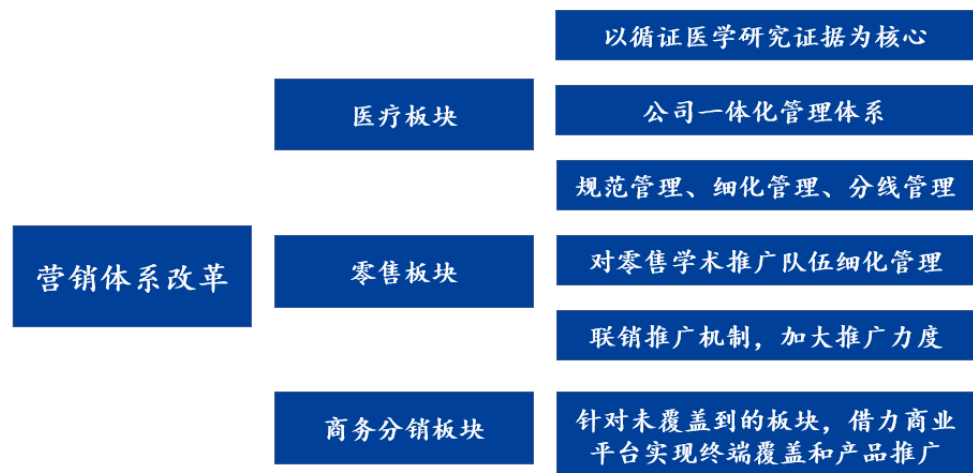 营销体系改革
医疗板块
以循证医学研究证据为核心
公司一体化管理体系
零售板块
规范管理、细化管理、分线管理
对零售学术推广队伍细化管理
联销推广机制，加大推广力度
商务分销板块
针对未覆盖到的板块，借力商业
平台实现终端覆盖和产品推广